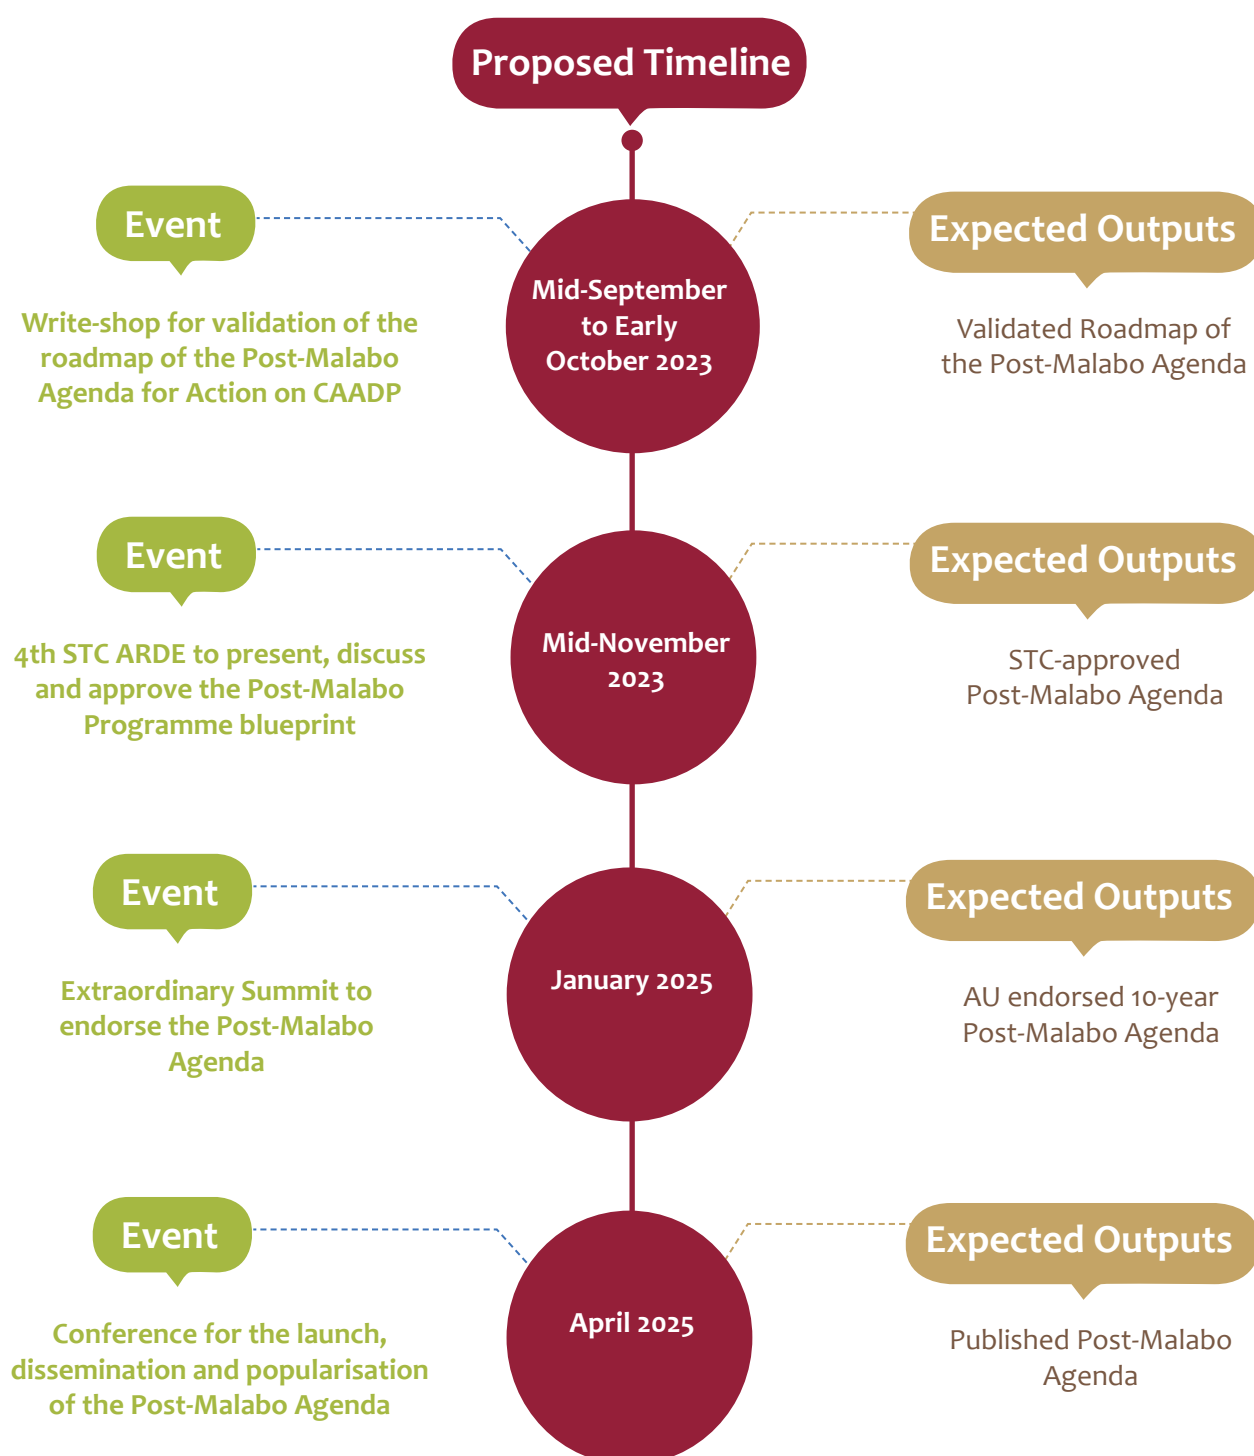 Proposed Timeline
Event
Write-shop for validation of the
roadmap of the Post-Malabo
Agenda for Action on CAADP
Mid-September
to Early
October 2023
Expected Outputs
Validated Roadmap of
the Post-Malabo Agenda
Event
4th STC ARDE to present, discuss
and approve the Post-Malabo
Programme blueprint
Mid-November
2023
Expected Outputs
STC-approved
Post-Malabo Agenda
Event
Extraordinary Summit to
endorse the Post-Malabo
Agenda
January 2025
Expected Outputs
AU endorsed 10-year
Post-Malabo Agenda
Event
Conference for the launch,
dissemination and popularisation
of the Post-Malabo Agenda
April 2025
Expected Outputs
Published Post-Malabo
Agenda